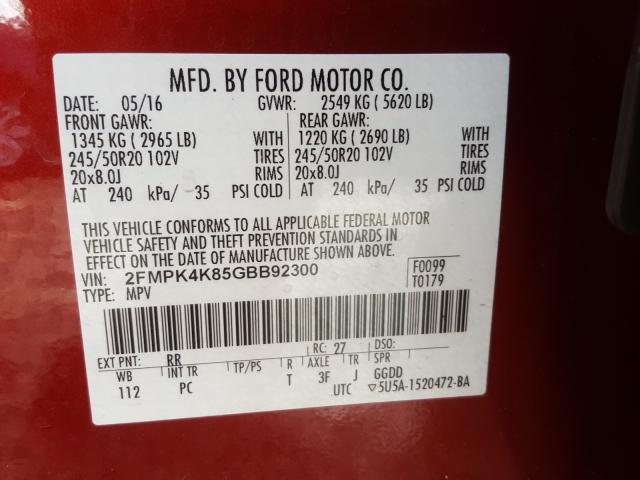 MFD. BY FORD MOTOR CO.
DATE: 05/16 GVWR: 2549 KG ( 5620 LB)
FRONT GAWR: REAR GAWR:
1345 KG ( 2965 LB) WITH 1220 KG ( 2690 LB) WITH
245/50R20 102V TIRES 245/50R20 102V TIRES
20x8.0J RIMS 20x8.0J RIMS
AT 240 kPa/ 35 PSI COLD AT 240 kPa/ 35 PSI COLD
THIS VEHICLE CONFORMS TO ALL APPLICABLE FEDERAL MOTOR
VEHICLE SAFETY AND THEFT PREVENTION STANDARDS IN
EFFECT ON THE DATE OF MANUFACTURE SHOWN ABOVE.
VIN: 2FMPK4K85GBB92300 F0099
TYPE: MPV T0179
EXT PNT: RR RC: 27 DSO:
WB INT TR TP/PS R AXLE TR SPR
112 PC T 3F J GGDD
UTC ▽5U5A-1520472-BA